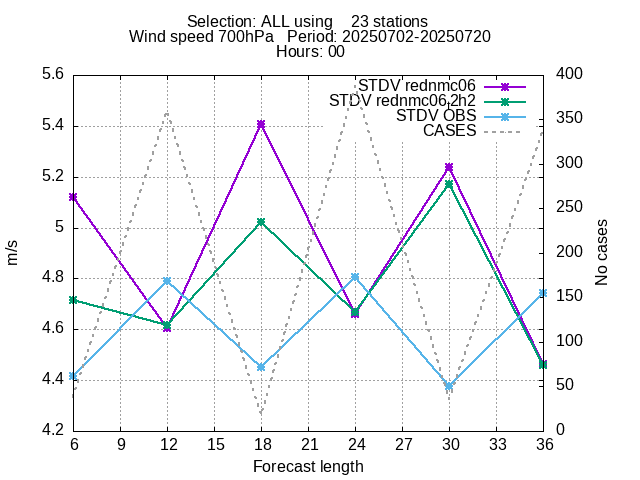 Selection: ALL using    23 stations
Wind speed 700hPa   Period: 20250702-20250720
Hours: 00
STDV rednmc06
STDV rednmc06.2h2
STDV OBS
CASES
5.6
5.4
5.2
5
4.8
4.6
4.4
4.2
400
350
300
250
200
150
100
50
0
m/s
No cases
6 9 12 15 18 21 24 27 30 33 36
Forecast length